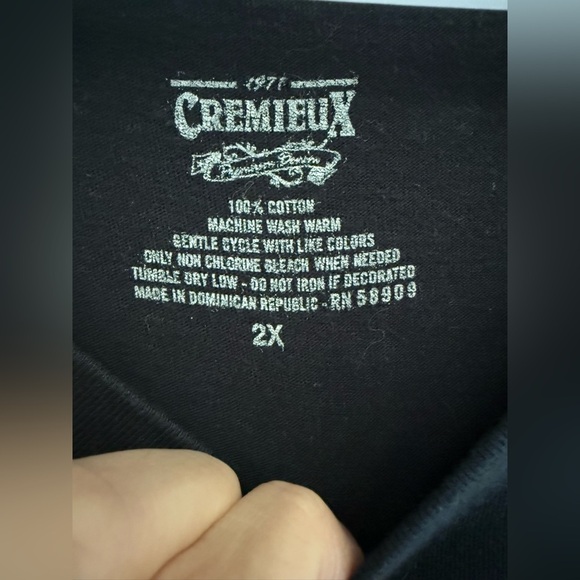 1971
CREMIEUX
Premium Denim
100% COTTON
MACHINE WASH WARM
GENTLE CYCLE WITH LIKE COLORS
ONLY NON CHLORINE BLEACH WHEN NEEDED
TUMBLE DRY LOW - DO NOT IRON IF DECORATED
MADE IN DOMINICAN REPUBLIC - RN 58909
2X